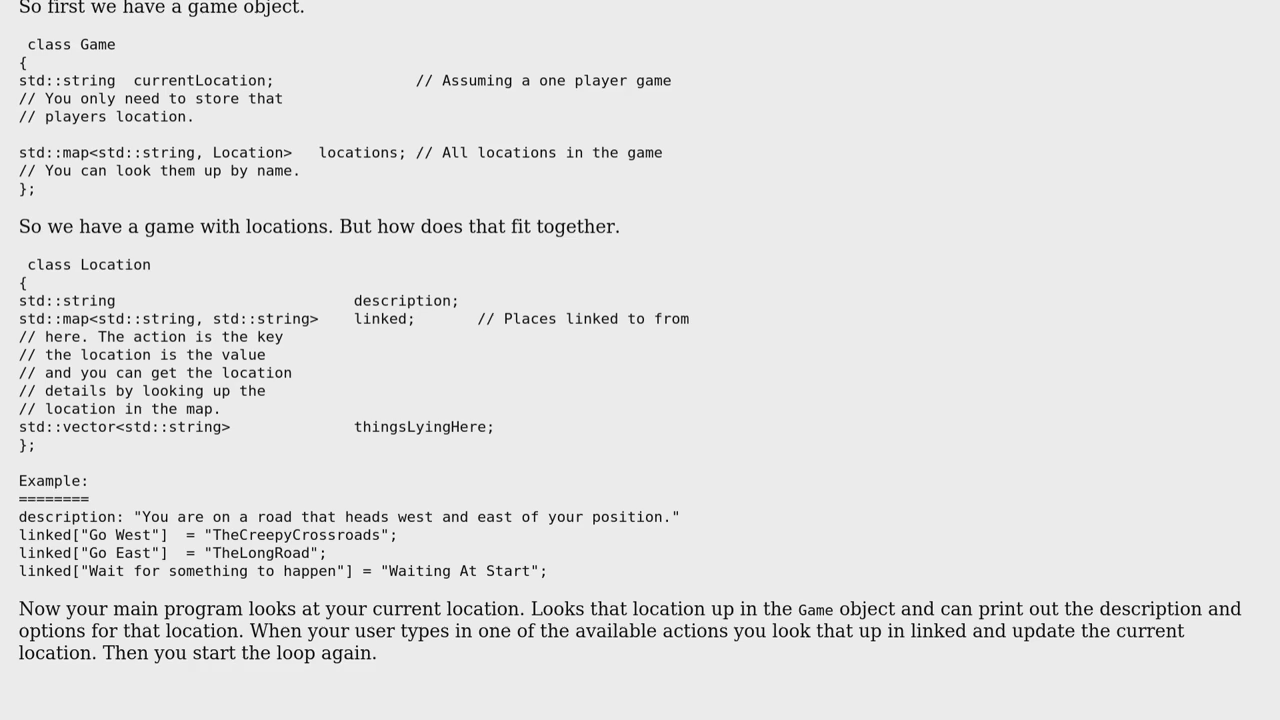 So first we have a game object.
class Game
{
std::string  currentLocation;                // Assuming a one player game
// You only need to store that
// players location.
std::map<std::string, Location>   locations; // All locations in the game
// You can look them up by name.
};
So we have a game with locations. But how does that fit together.
class Location
{
std::string                           description;
std::map<std::string, std::string>    linked;       // Places linked to from
// here. The action is the key
// the location is the value
// and you can get the location
// details by looking up the
// location in the map.
std::vector<std::string>              thingsLyingHere;
};
Example:
========
description: "You are on a road that heads west and east of your position."
linked["Go West"]  = "TheCreepyCrossroads";
linked["Go East"]  = "TheLongRoad";
linked["Wait for something to happen"] = "Waiting At Start";
Now your main program looks at your current location. Looks that location up in the Game object and can print out the description and
options for that location. When your user types in one of the available actions you look that up in linked and update the current
location. Then you start the loop again.